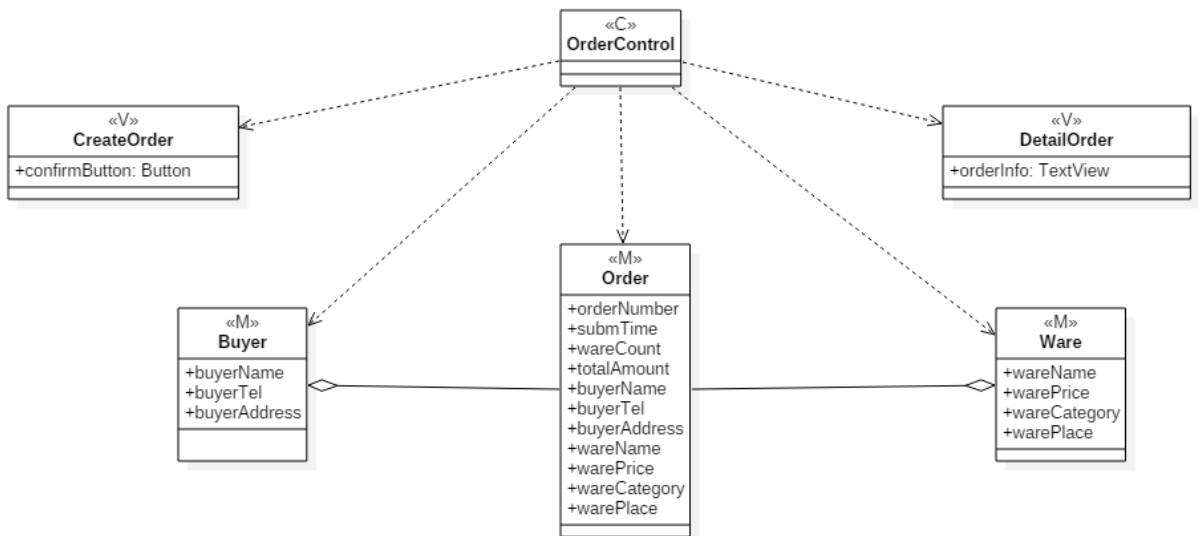 «C»
OrderControl
«V»
CreateOrder
+confirmButton: Button
«V»
DetailOrder
+orderInfo: TextView
«M»
Buyer
+buyerName
+buyerTel
+buyerAddress
«M»
Order
+orderNumber
+submTime
+wareCount
+totalAmount
+buyerName
+buyerTel
+buyerAddress
+wareName
+warePrice
+wareCategory
+warePlace
«M»
Ware
+wareName
+warePrice
+wareCategory
+warePlace